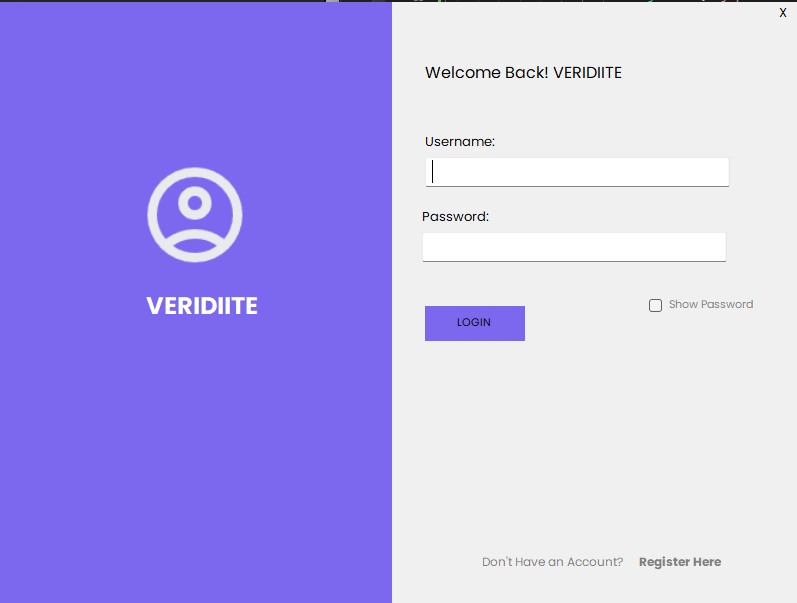 X
Welcome Back! VERIDIITE
Username:
Password:
VERIDIITE
Show Password
LOGIN
Don't Have an Account? Register Here